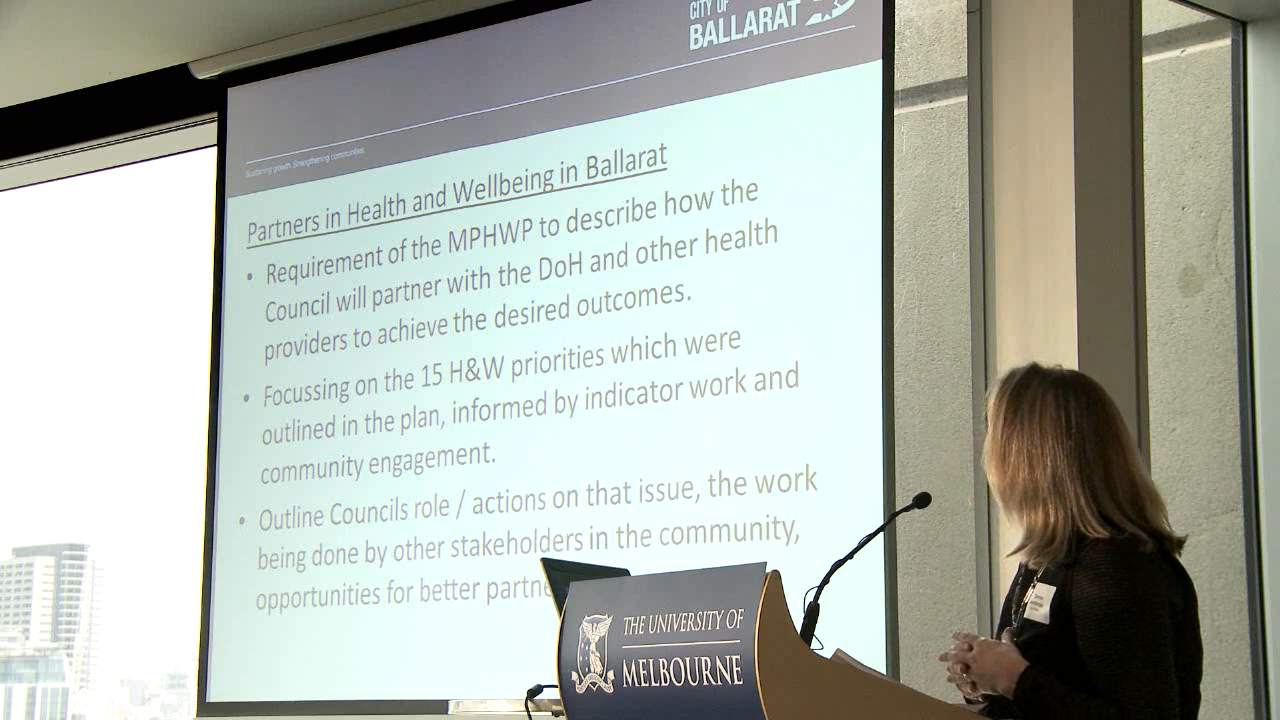 CITY OF
BALLARAT
Sustaining growth. Strengthening communities.
Partners in Health and Wellbeing in Ballarat
• Requirement of the MPHWP to describe how the
Council will partner with the DoH and other health
providers to achieve the desired outcomes.
• Focussing on the 15 H&W priorities which were
outlined in the plan, informed by indicator work and
community engagement.
• Outline Councils role / actions on that issue, the work
being done by other stakeholders in the community,
opportunities for better partne
THE UNIVERSITY OF
MELBOURNE